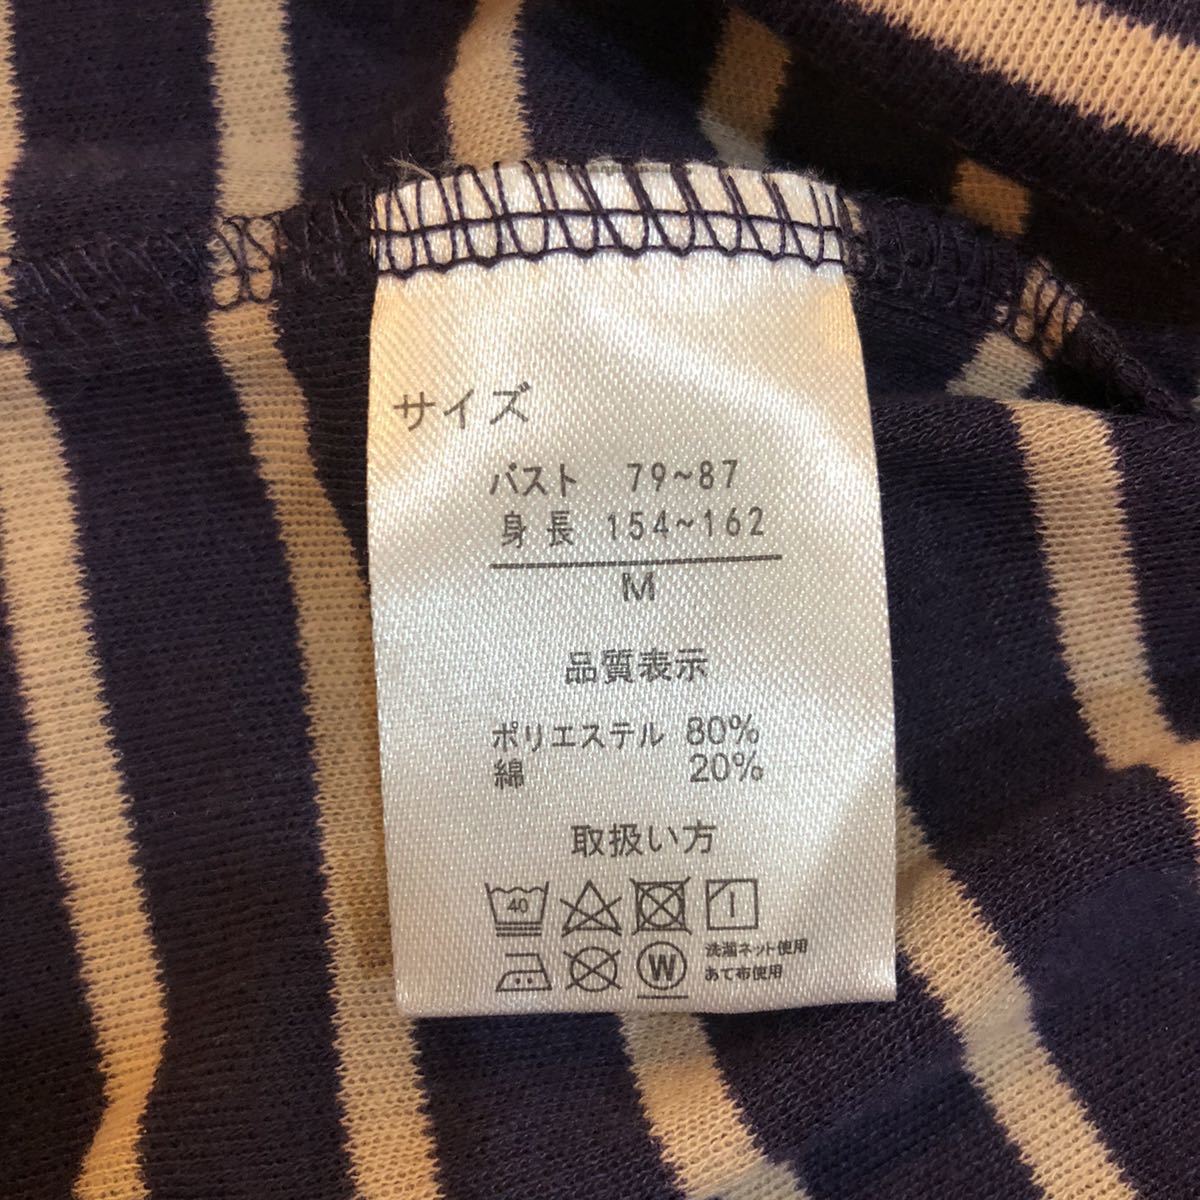 サイズ
バスト 79~87
身長 154~162
M
品質表示
ポリエステル 80%
綿 20%
取扱い方
40
W
洗濯ネット使用
あて布使用